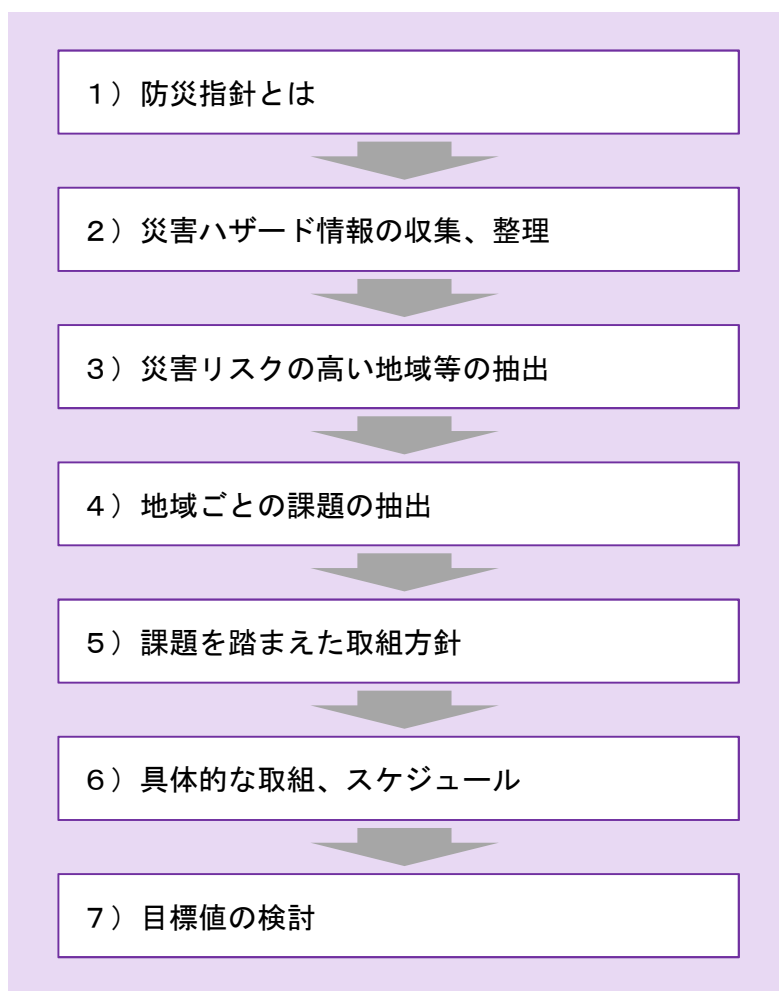 １）防災指針とは
２）災害ハザード情報の収集、整理
３）災害リスクの高い地域等の抽出
４）地域ごとの課題の抽出
５）課題を踏まえた取組方針
６）具体的な取組、スケジュール
７）目標値の検討